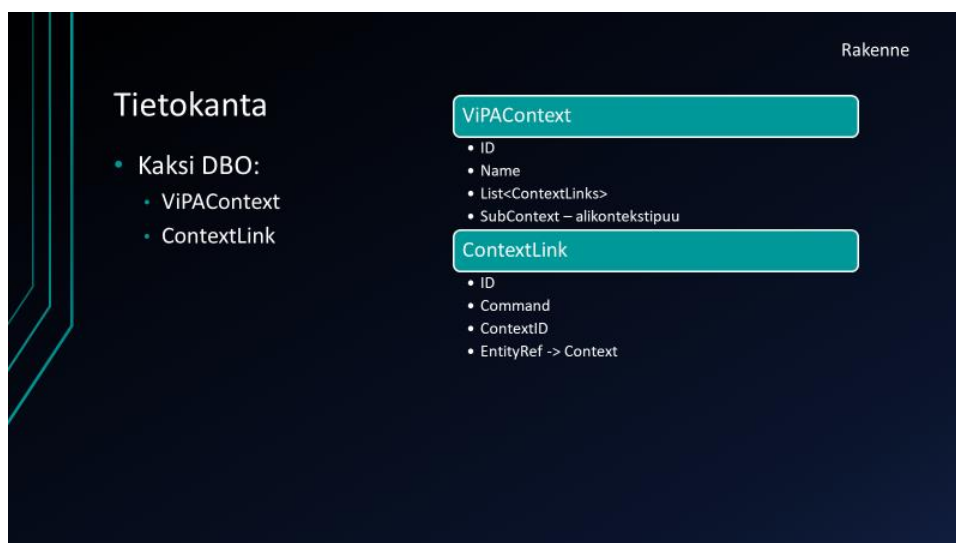 Rakenne
Tietokanta
• Kaksi DBO:
• ViPAContext
• ContextLink
ViPAContext
• ID
• Name
• List<ContextLinks>
• SubContext – alikontekstipuu
ContextLink
• ID
• Command
• ContextID
• EntityRef -> Context